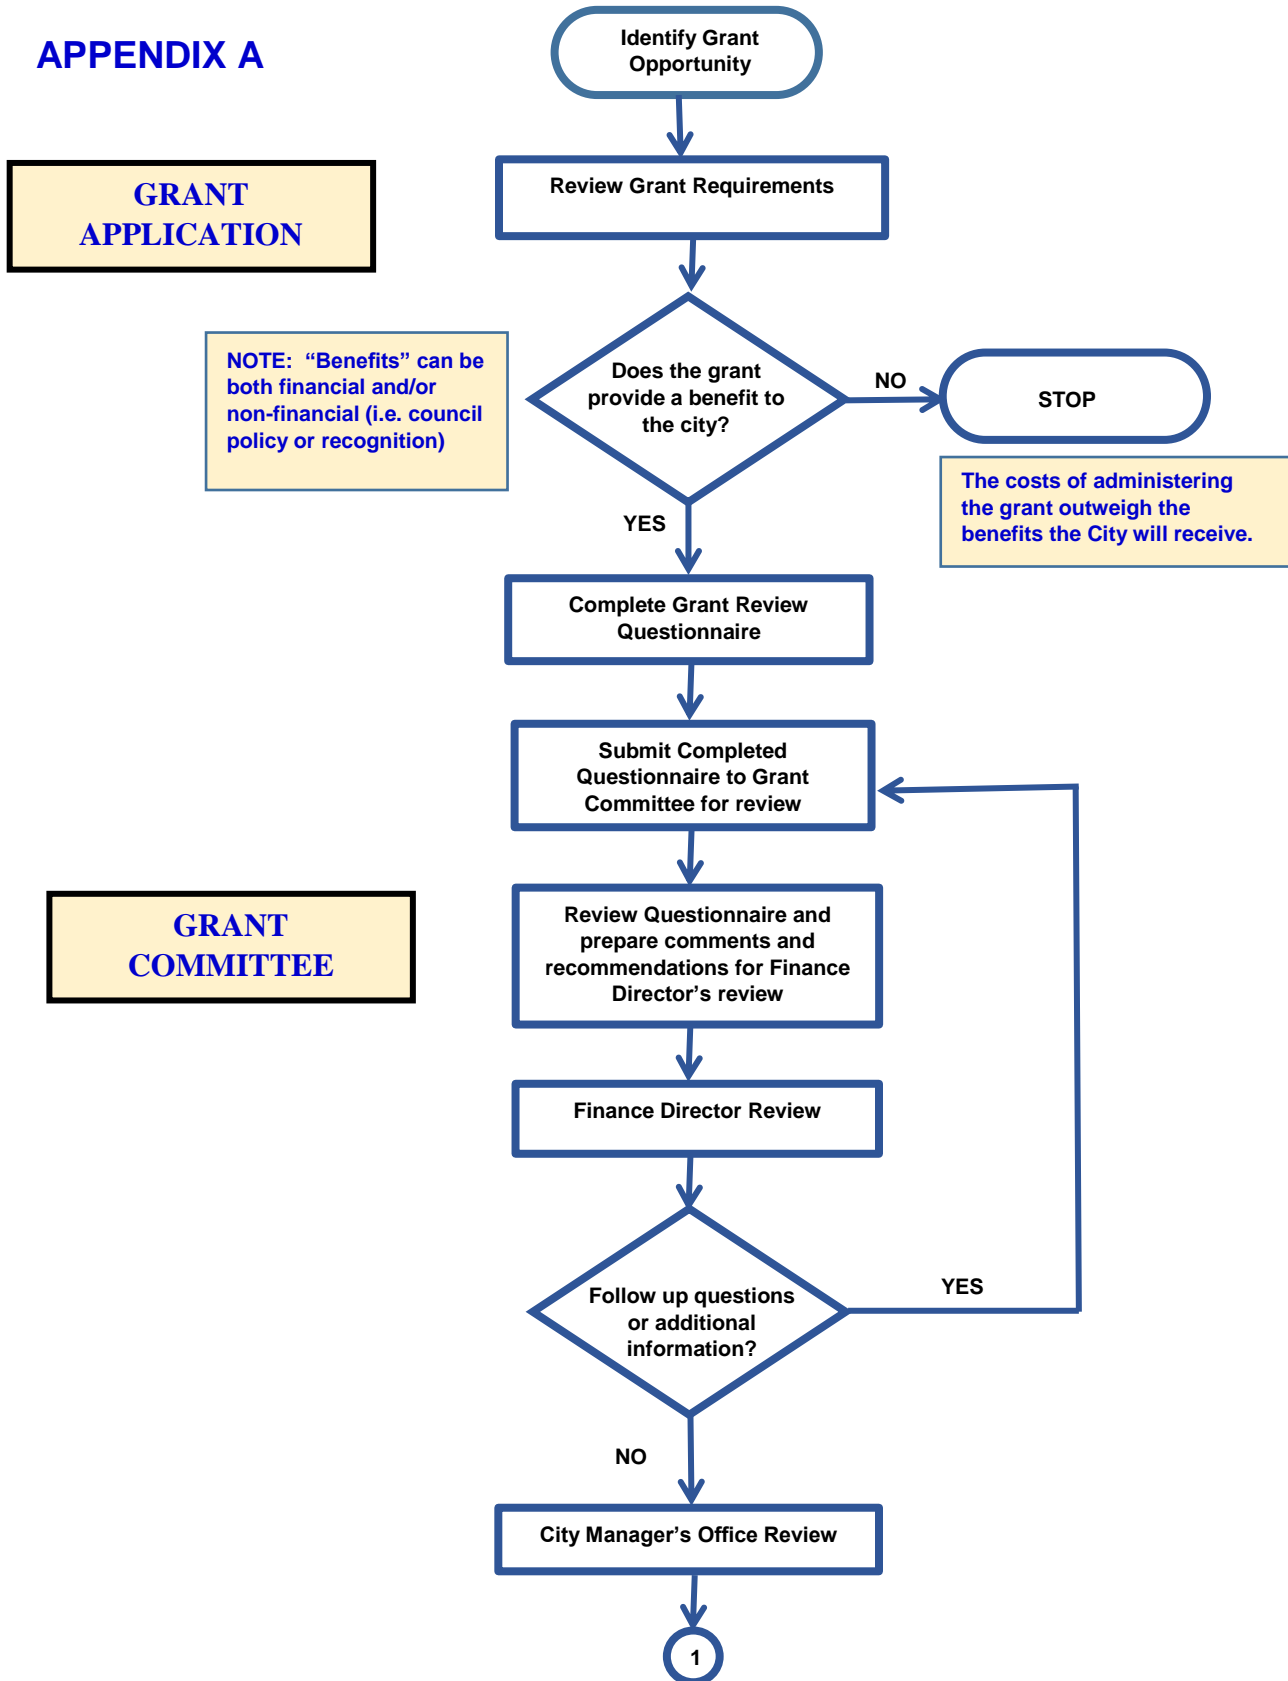 APPENDIX A
Identify Grant
Opportunity
GRANT
APPLICATION
Review Grant Requirements
NOTE:  “Benefits” can be
both financial and/or
non-financial (i.e. council
policy or recognition)
Does the grant
provide a benefit to
the city?
NO
STOP
The costs of administering
the grant outweigh the
benefits the City will receive.
YES
Complete Grant Review
Questionnaire
Submit Completed
Questionnaire to Grant
Committee for review
GRANT
COMMITTEE
Review Questionnaire and
prepare comments and
recommendations for Finance
Director’s review
Finance Director Review
Follow up questions
or additional
information?
YES
NO
City Manager’s Office Review
1